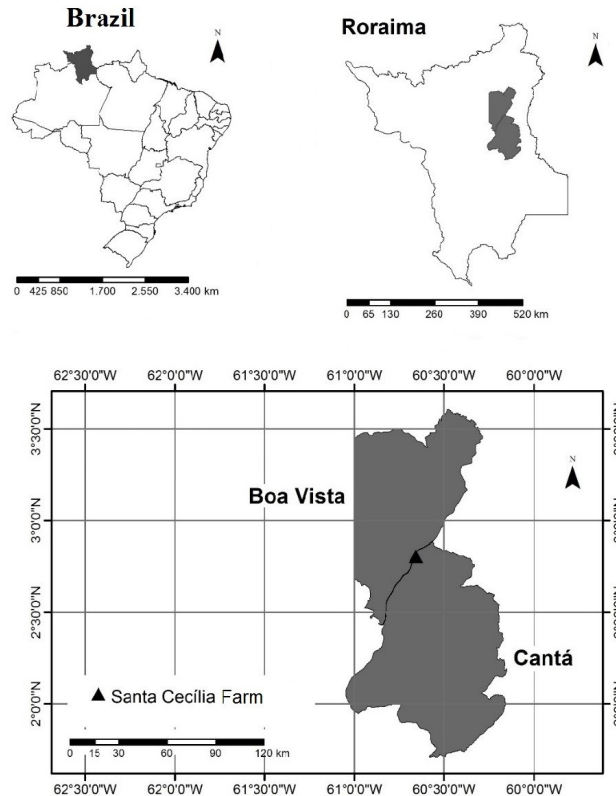 Brazil
N
0 425 850 1.700 2.550 3.400 km
Roraima
N
0 65 130 260 390 520 km
62°30'0"W 62°0'0"W 61°30'0"W 61°0'0"W 60°30'0"W 60°0'0"W
3°30'0"N
N
Boa Vista
3°0'0"N
2°30'0"N
Cantá
Santa Cecília Farm
2°0'0"N
0 15 30 60 90 120 km
62°30'0"W 62°0'0"W 61°30'0"W 61°0'0"W 60°30'0"W 60°0'0"W